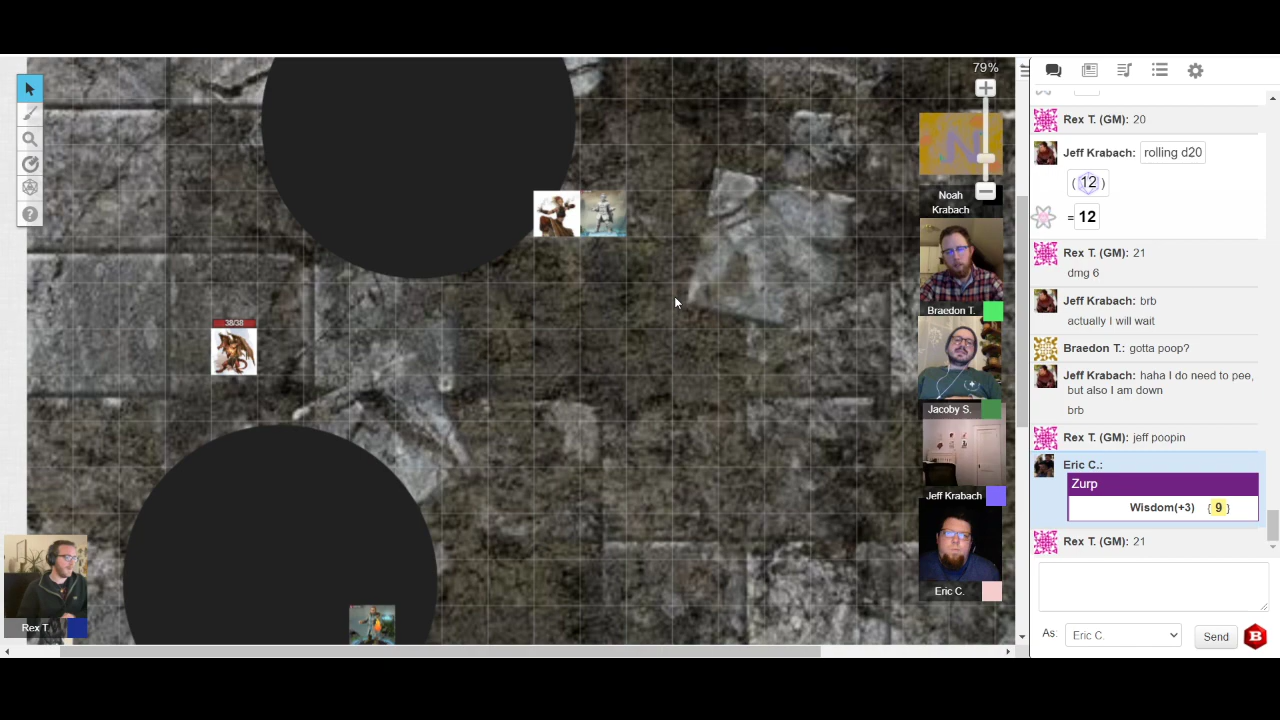 79%
38/38
N
Noah
Krabach
Braedon T.
Jacoby S.
Jeff Krabach
Eric C.
Rex T.
Rex T. (GM): 20
Jeff Krabach: rolling d20
( 12 )
= 12
Rex T. (GM): 21
dmg 6
Jeff Krabach: brb
actually I will wait
Braedon T.: gotta poop?
Jeff Krabach: haha I do need to pee,
but also I am down
brb
Rex T. (GM): jeff poopin
Eric C.:
Zurp
Wisdom(+3) { 9 }
Rex T. (GM): 21
As: Eric C. Send B